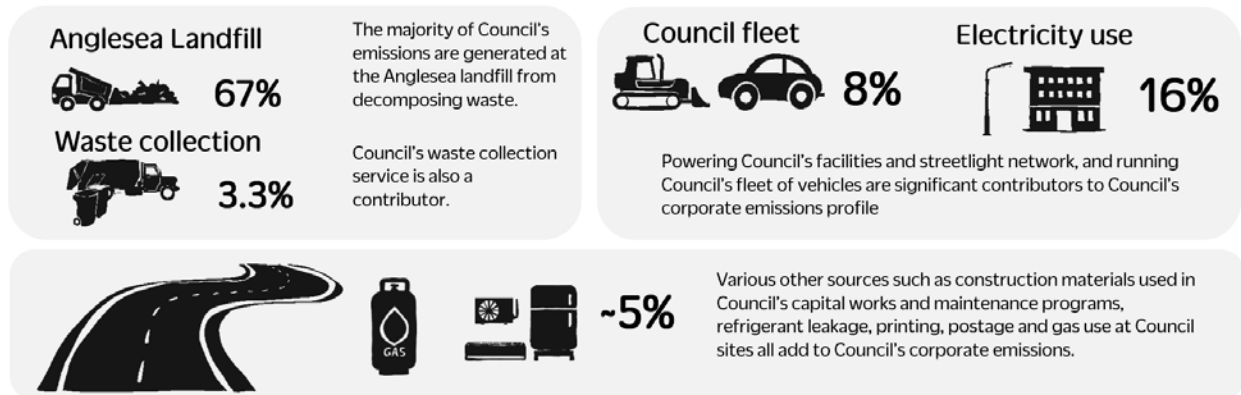 Anglesea Landfill
67%
The majority of Council's
emissions are generated at
the Anglesea landfill from
decomposing waste.
Waste collection
3.3%
Council's waste collection
service is also a
contributor.
Council fleet
8%
Electricity use
16%
Powering Council's facilities and streetlight network, and running
Council's fleet of vehicles are significant contributors to Council's
corporate emissions profile
GAS
~5%
Various other sources such as construction materials used in
Council's capital works and maintenance programs,
refrigerant leakage, printing, postage and gas use at Council
sites all add to Council's corporate emissions.